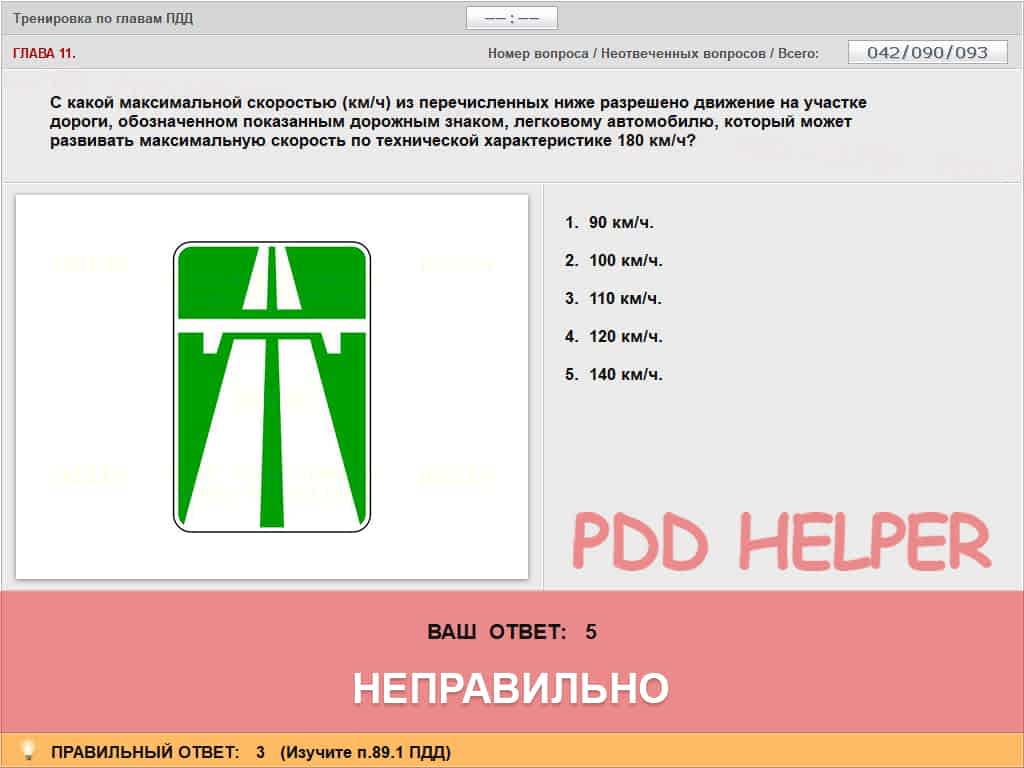 Тренировка по главам ПДД
—— : ——
ГЛАВА 11.
Номер вопроса / Неотвеченных вопросов / Всего:
042/090/093
С какой максимальной скоростью (км/ч) из перечисленных ниже разрешено движение на участке
дороги, обозначенном показанным дорожным знаком, легковому автомобилю, который может
развивать максимальную скорость по технической характеристике 180 км/ч?
1. 90 км/ч.
2. 100 км/ч.
3. 110 км/ч.
4. 120 км/ч.
5. 140 км/ч.
PDD HELPER
ВАШ ОТВЕТ: 5
НЕПРАВИЛЬНО
ПРАВИЛЬНЫЙ ОТВЕТ: 3 (Изучите п.89.1 ПДД)